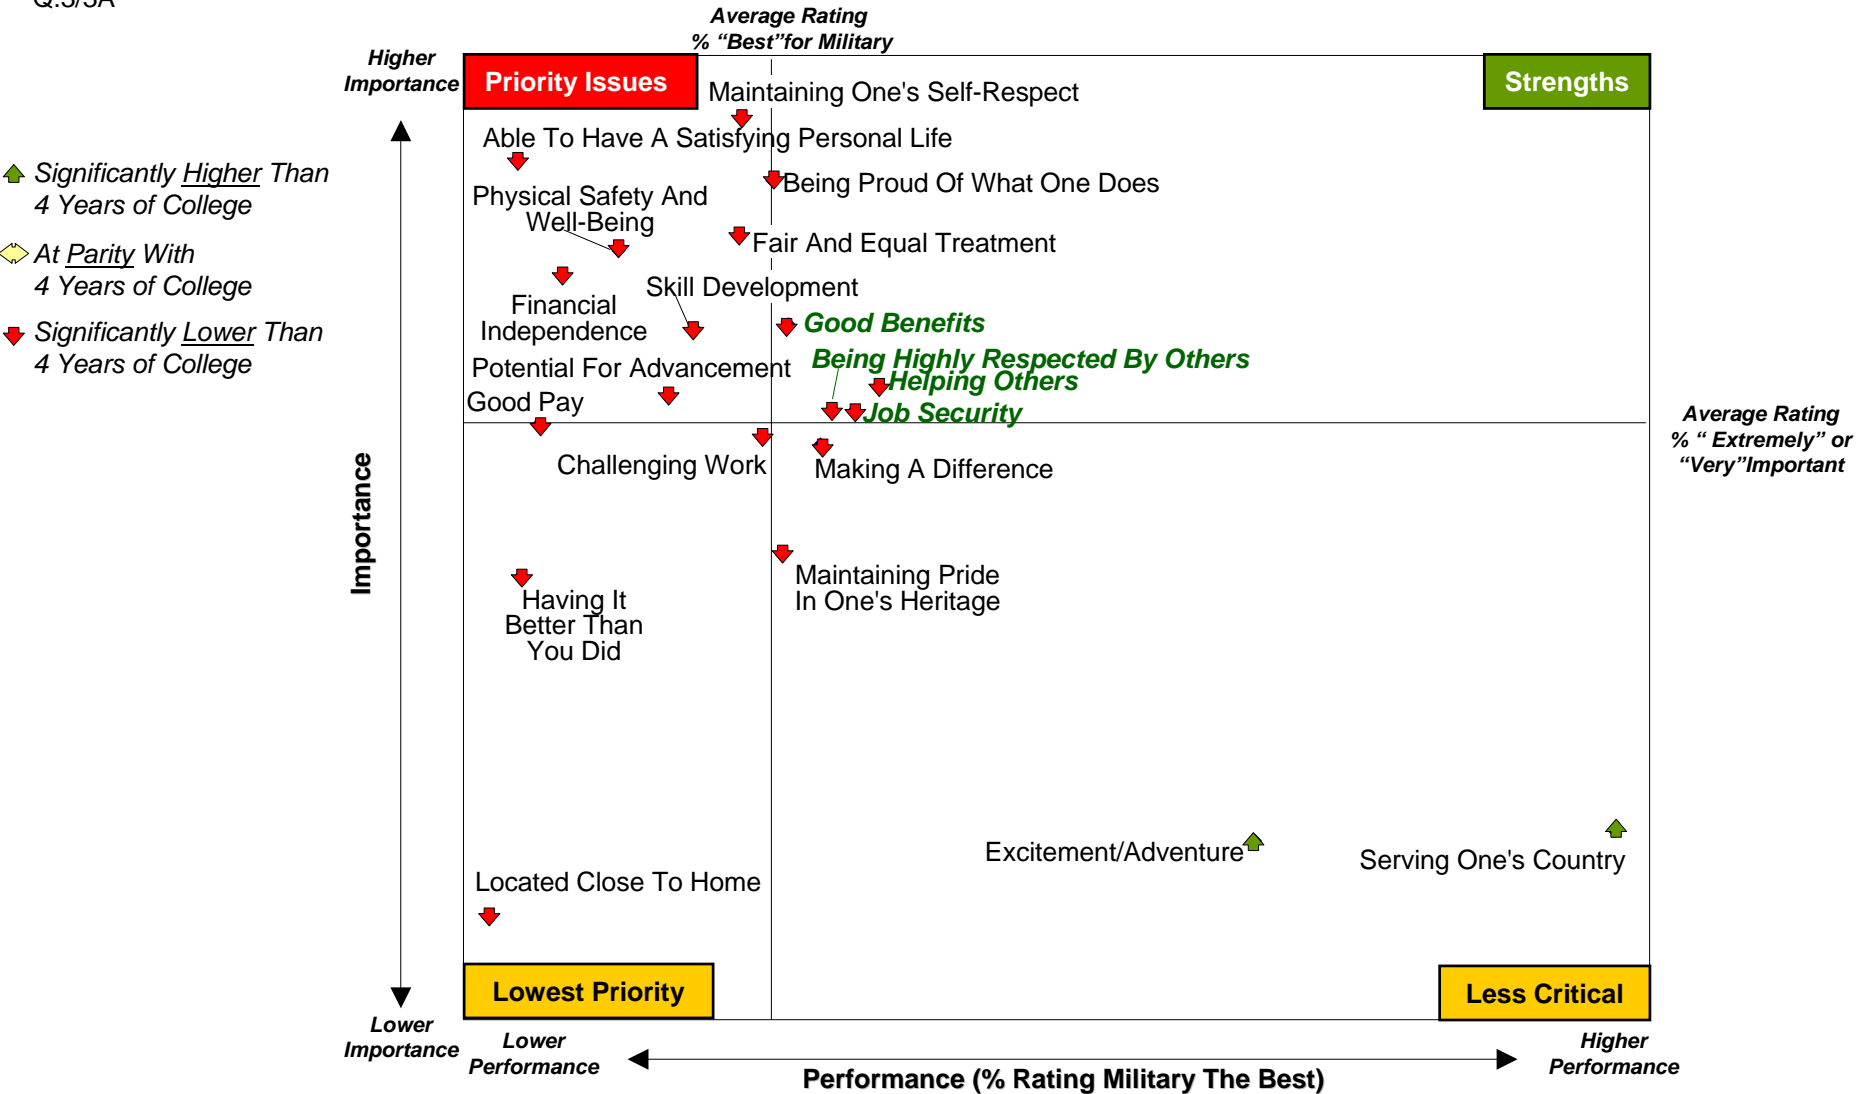 Q.3/3A
Average Rating
% “Best”for Military
Higher
Importance
Priority Issues
Strengths
Maintaining One's Self-Respect
Able To Have A Satisfying Personal Life
Significantly Higher Than
4 Years of College
Being Proud Of What One Does
Physical Safety And
Well-Being
Fair And Equal Treatment
At Parity With
4 Years of College
Skill Development
Financial
Independence
Good Benefits
Significantly Lower Than
4 Years of College
Being Highly Respected By Others
Potential For Advancement
Helping Others
Good Pay
Job Security
Average Rating
% “ Extremely” or
“Very”Important
Challenging Work
Making A Difference
Importance
Maintaining Pride
In One's Heritage
Having It
Better Than
You Did
Excitement/Adventure
Serving One's Country
Located Close To Home
Lowest Priority
Less Critical
Lower
Importance
Lower
Performance
Higher
Performance
Performance (% Rating Military The Best)